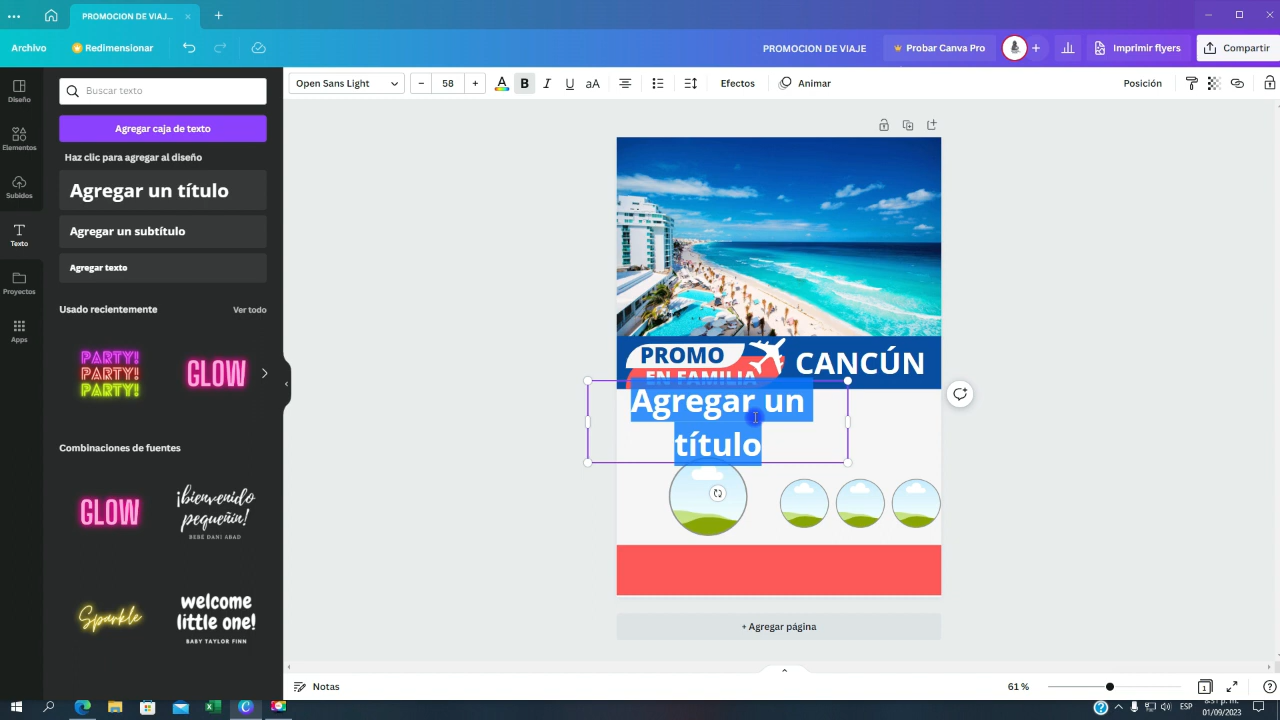 PROMOCION DE VIAJ...
Archivo
Redimensionar
PROMOCION DE VIAJE
Probar Canva Pro
Imprimir flyers
Compartir
Open Sans Light
58
A
B
I
U
aA
Efectos
Animar
Posición
Diseño
Elementos
Subidos
Texto
Proyectos
Apps
Buscar texto
Agregar caja de texto
Haz clic para agregar al diseño
Agregar un título
Agregar un subtítulo
Agregar texto
Usado recientemente
Ver todo
PARTY!
PARTY!
PARTY!
GLOW
Combinaciones de fuentes
GLOW
¡bienvenido
pequeñín!
BEBÉ DANI ABAD
Sparkle
welcome
little one!
BABY TAYLOR FINN
PROMO
EN FAMILIA
CANCÚN
Agregar un
título
+ Agregar página
Notas
61 %
1
ESP
8:51 p. m.
01/09/2023